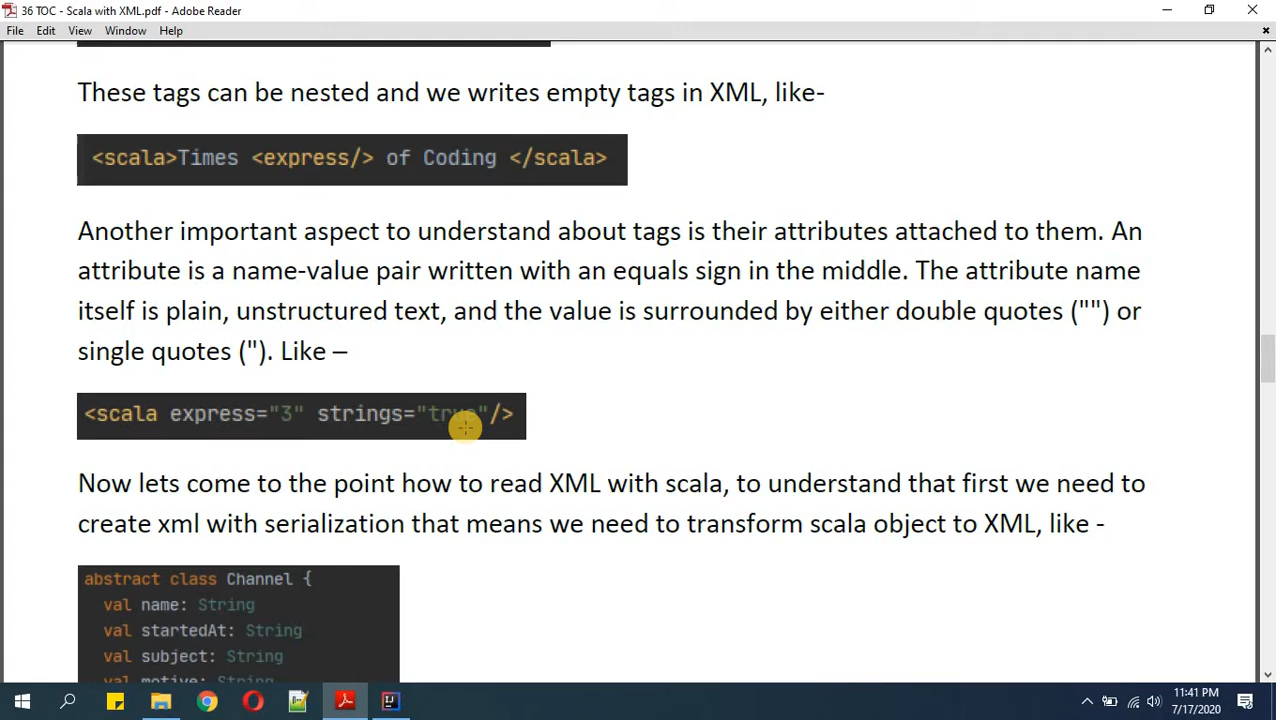 36 TOC - Scala with XML.pdf - Adobe Reader
File Edit View Window Help
These tags can be nested and we writes empty tags in XML, like-
<scala>Times <express/> of Coding </scala>
Another important aspect to understand about tags is their attributes attached to them. An
attribute is a name-value pair written with an equals sign in the middle. The attribute name
itself is plain, unstructured text, and the value is surrounded by either double quotes ("") or
single quotes ("). Like –
<scala express="3" strings="true"/>
Now lets come to the point how to read XML with scala, to understand that first we need to
create xml with serialization that means we need to transform scala object to XML, like -
abstract class Channel {
val name: String
val startedAt: String
val subject: String
val motive: String
11:41 PM
7/17/2020